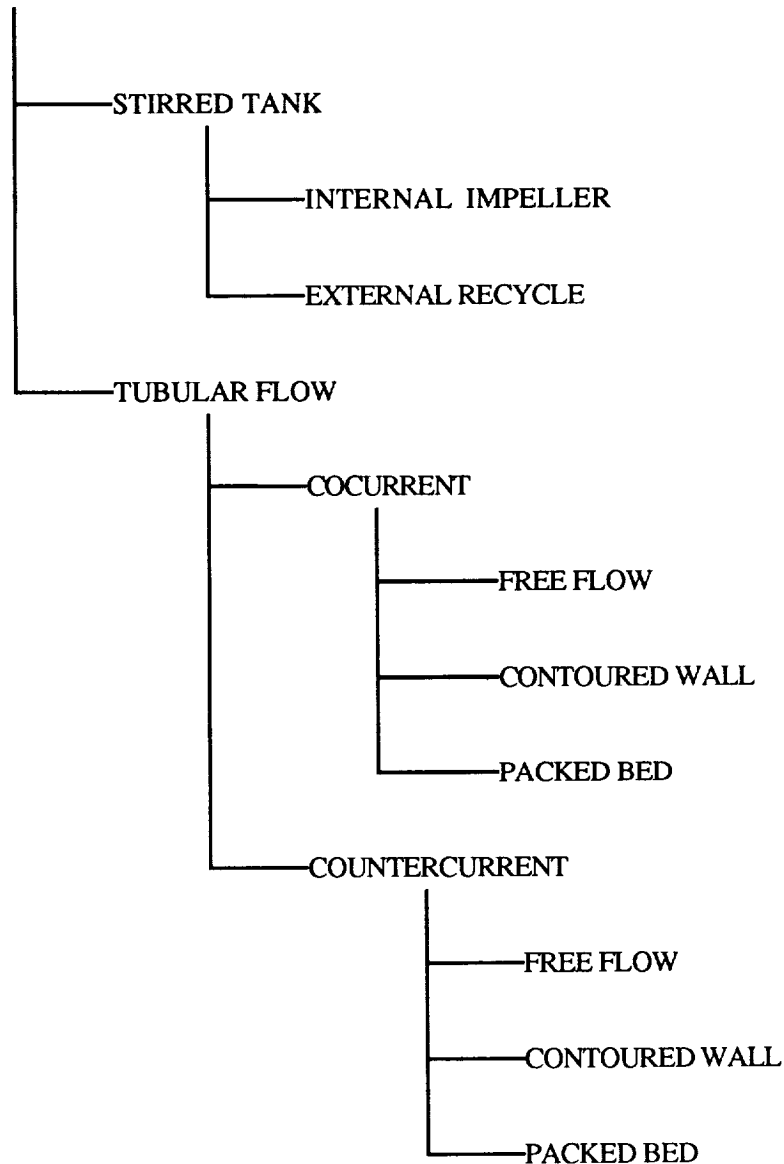 STIRRED TANK
INTERNAL IMPELLER
EXTERNAL RECYCLE
TUBULAR FLOW
COCURRENT
FREE FLOW
CONTOURED WALL
PACKED BED
COUNTERCURRENT
FREE FLOW
CONTOURED WALL
PACKED BED